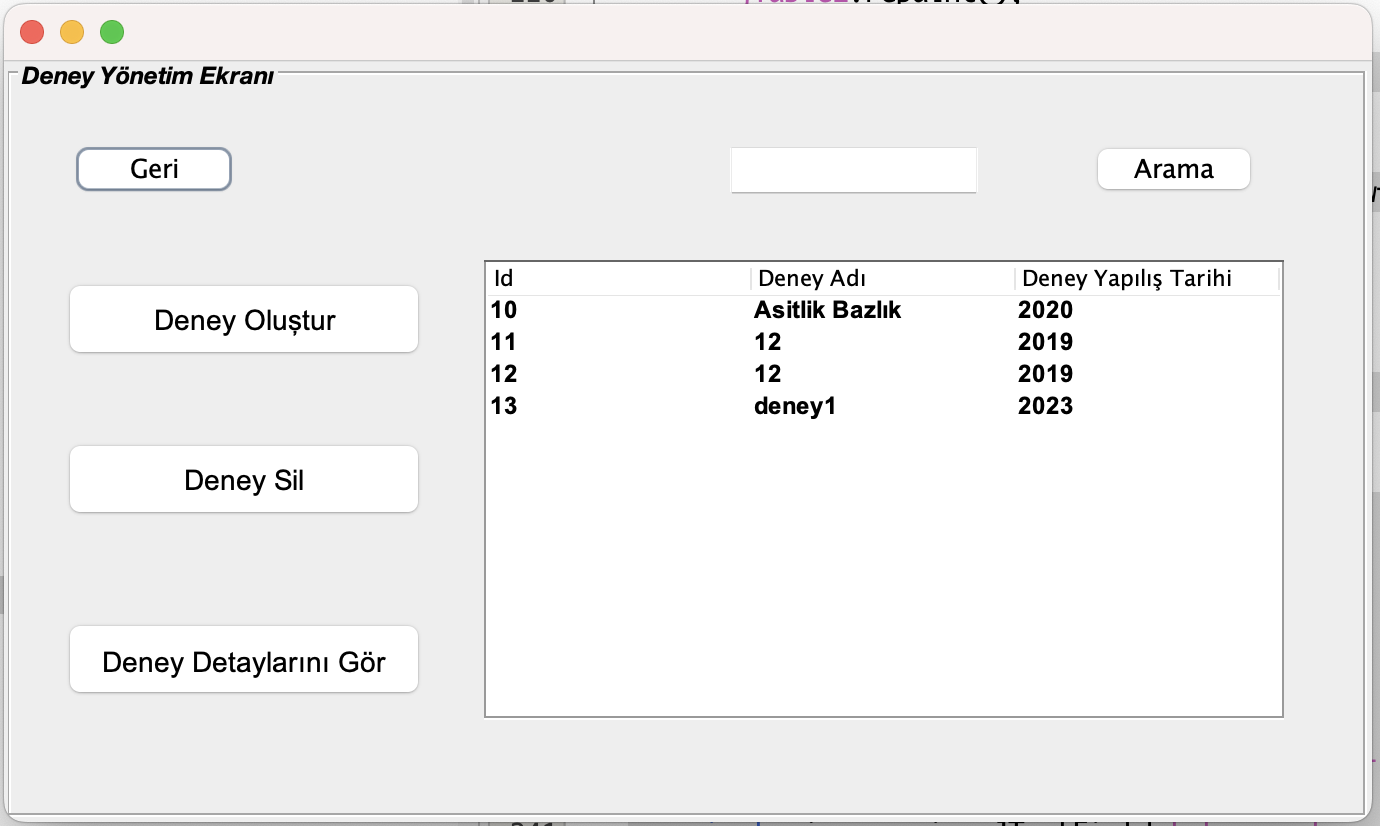 Deney Yönetim Ekranı
Geri
Arama
Deney Oluştur
Deney Sil
Deney Detaylarını Gör
Id Deney Adı Deney Yapılış Tarihi
10 Asitlik Bazlık 2020
11 12 2019
12 12 2019
13 deney1 2023